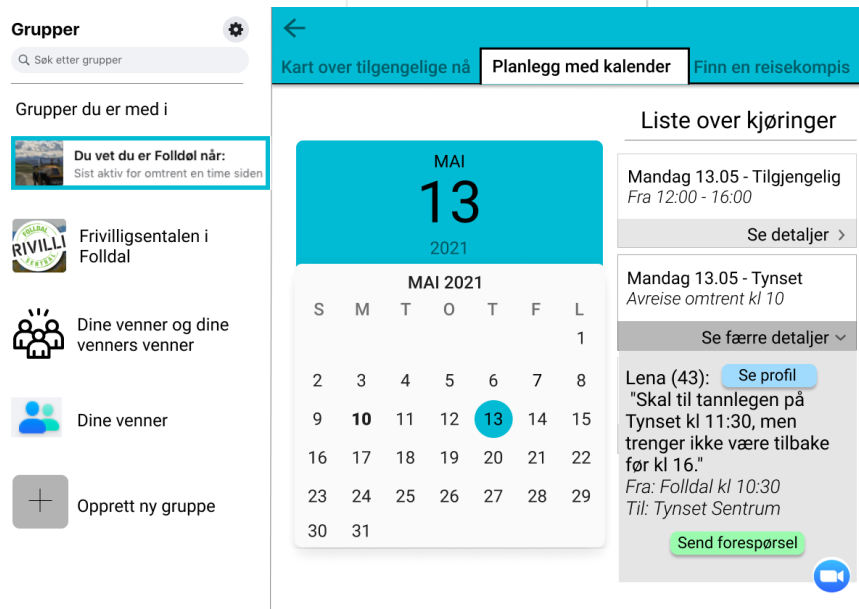 Grupper
Søk etter grupper
Grupper du er med i
Du vet du er Folldøl når:
Sist aktiv for omtrent en time siden
FOLLDAL
RIVILLI
SENTRAL
Frivilligsentalen i
Folldal
Dine venner og dine
venners venner
Dine venner
Opprett ny gruppe
Kart over tilgengelige nå
Planlegg med kalender
Finn en reisekompis
MAI
13
2021
MAI 2021
S M T O T F L
1
2 3 4 5 6 7 8
9 10 11 12 13 14 15
16 17 18 19 20 21 22
23 24 25 26 27 28 29
30 31
Liste over kjøringer
Mandag 13.05 - Tilgjengelig
Fra 12:00 - 16:00
Se detaljer >
Mandag 13.05 - Tynset
Avreise omtrent kl 10
Se færre detaljer
Lena (43): Se profil
"Skal til tannlegen på
Tynset kl 11:30, men
trenger ikke være tilbake
før kl 16."
Fra: Folldal kl 10:30
Til: Tynset Sentrum
Send forespørsel